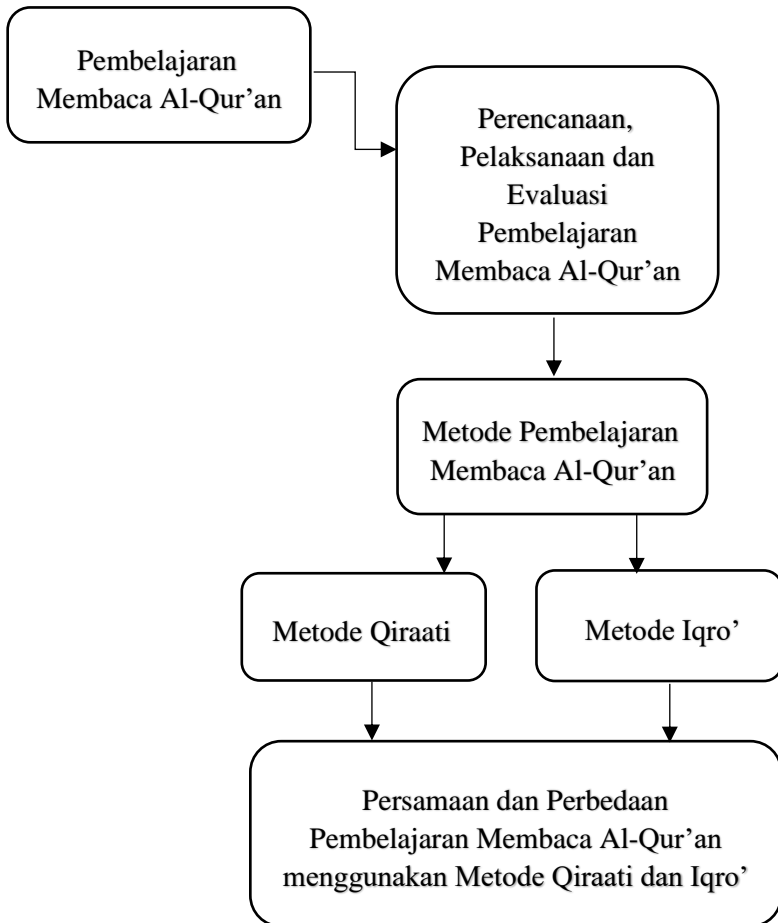 Pembelajaran
Membaca Al-Qur’an
Perencanaan,
Pelaksanaan dan
Evaluasi
Pembelajaran
Membaca Al-Qur’an
Metode Pembelajaran
Membaca Al-Qur’an
Metode Qiraati
Metode Iqro’
Persamaan dan Perbedaan
Pembelajaran Membaca Al-Qur’an
menggunakan Metode Qiraati dan Iqro’